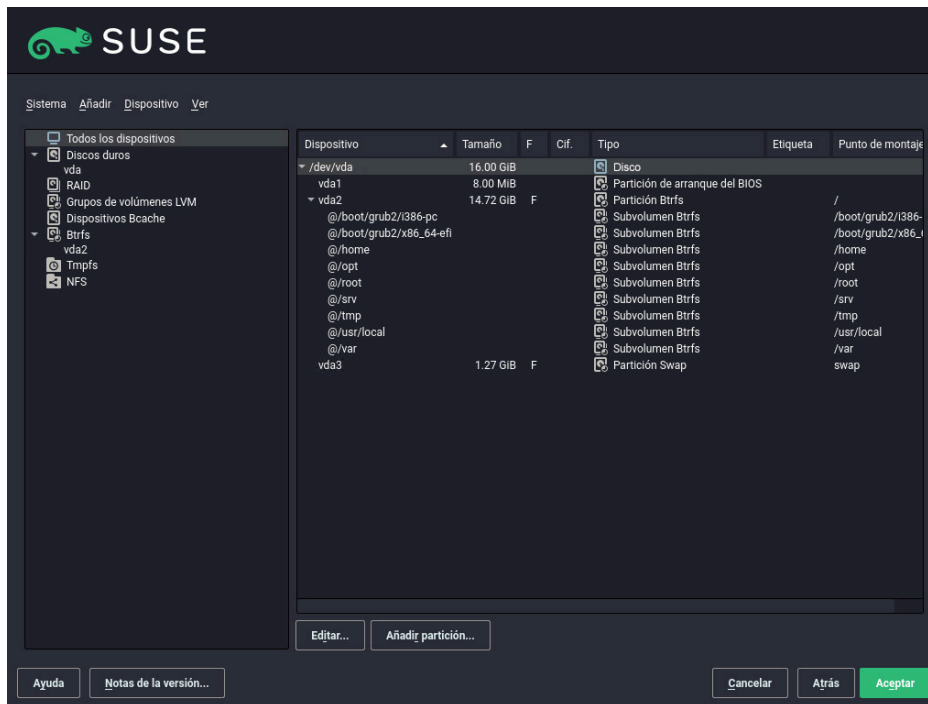 SUSE
Sistema Añadir Dispositivo Ver
Todos los dispositivos
Discos duros
vda
RAID
Grupos de volúmenes LVM
Dispositivos Bcache
Btrfs
vda2
Tmpfs
NFS
Dispositivo Tamaño F Cif. Tipo Etiqueta Punto de montaje
/dev/vda 16.00 GiB Disco
vda1 8.00 MiB Partición de arranque del BIOS
vda2 14.72 GiB F Partición Btrfs /
@/boot/grub2/i386-pc Subvolumen Btrfs /boot/grub2/i386-
@/boot/grub2/x86_64-efi Subvolumen Btrfs /boot/grub2/x86_
@/home Subvolumen Btrfs /home
@/opt Subvolumen Btrfs /opt
@/root Subvolumen Btrfs /root
@/srv Subvolumen Btrfs /srv
@/tmp Subvolumen Btrfs /tmp
@/usr/local Subvolumen Btrfs /usr/local
@/var Subvolumen Btrfs /var
vda3 1.27 GiB F Partición Swap swap
Editar... Añadir partición...
Ayuda Notas de la versión... Cancelar Atrás Aceptar